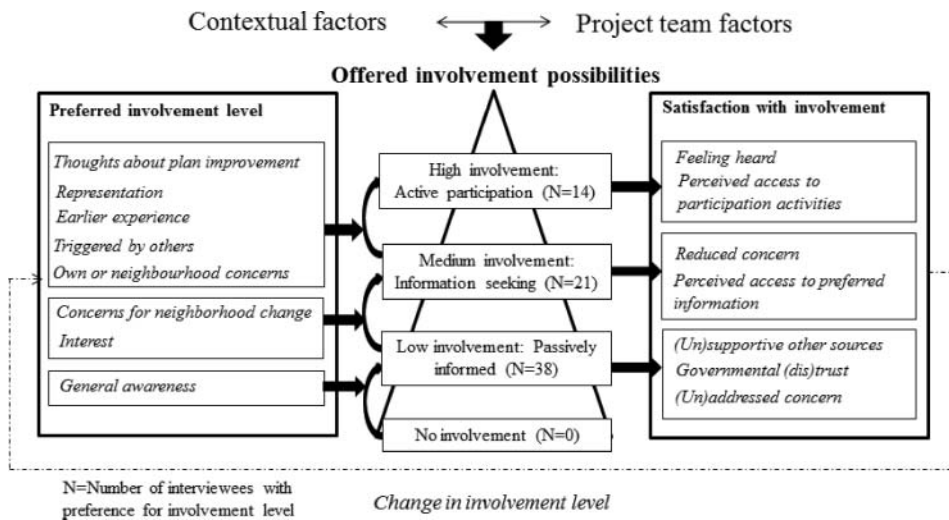 Contextual factors
Project team factors
Offered involvement possibilities
Preferred involvement level
Thoughts about plan improvement
Representation
Earlier experience
Triggered by others
Own or neighbourhood concerns
Concerns for neighborhood change
Interest
General awareness
High involvement:
Active participation (N=14)
Medium involvement:
Information seeking (N=21)
Low involvement: Passively
informed (N=38)
No involvement (N=0)
Satisfaction with involvement
Feeling heard
Perceived access to
participation activities
Reduced concern
Perceived access to preferred
information
(Un)supportive other sources
Governmental (dis)trust
(Un)addressed concern
N=Number of interviewees with
preference for involvement level
Change in involvement level